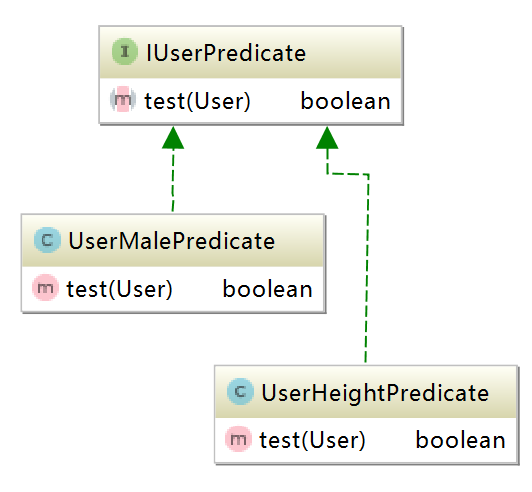 I IUserPredicate
m test(User) boolean
C UserMalePredicate
m test(User) boolean
C UserHeightPredicate
m test(User) boolean